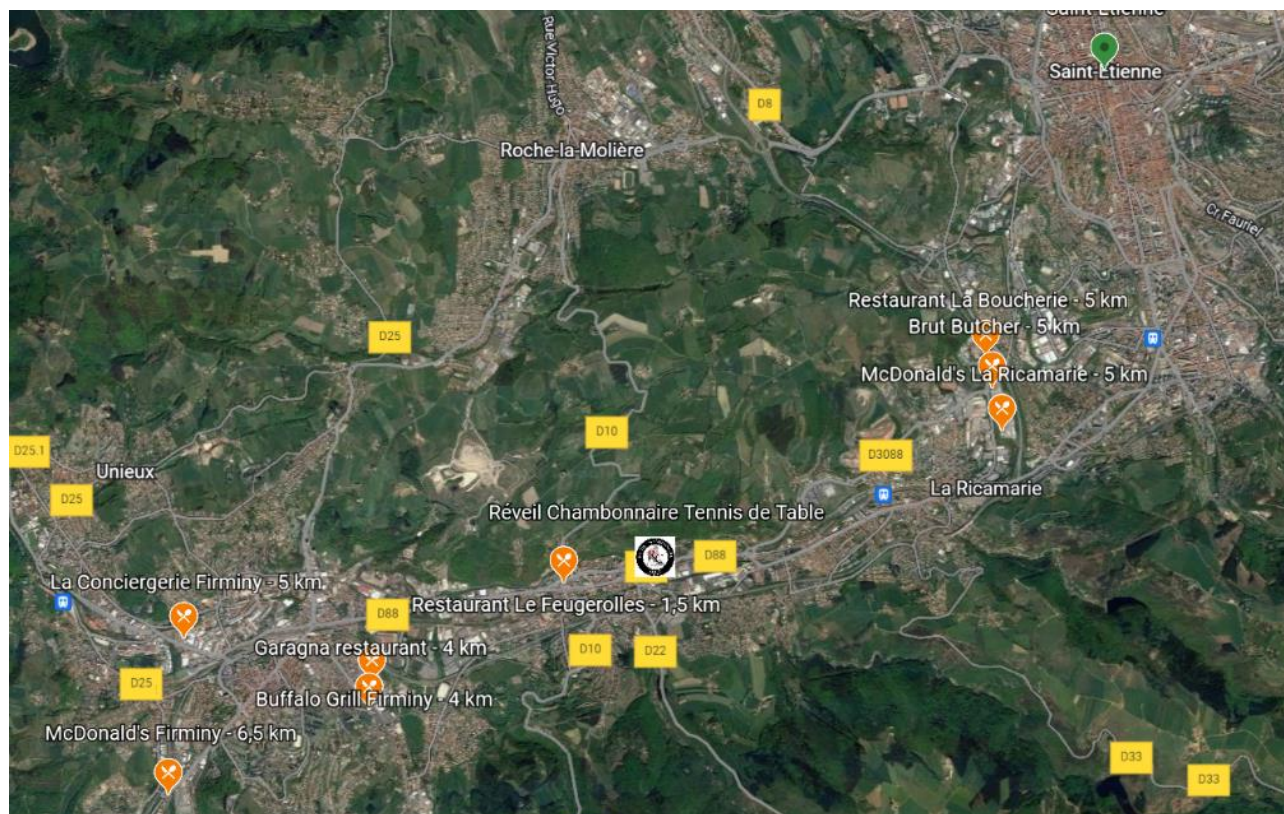 Saint-Etienne
Saint-Etienne
Rue Victor Hugo
D8
Roche-la-Molière
Cr Fauriel
Restaurant La Boucherie - 5 km
Brut Butcher - 5 km
D25
McDonald's La Ricamarie - 5 km
D10
D25.1
Unieux
D3088
D25
La Ricamarie
Réveil Chambonnaire Tennis de Table
D88
La Conciergerie Firminy - 5 km
Restaurant Le Feugerolles - 1,5 km
D88
Garagna restaurant - 4 km
D10
D22
D25
Buffalo Grill Firminy - 4 km
McDonald's Firminy - 6,5 km
D33
D33